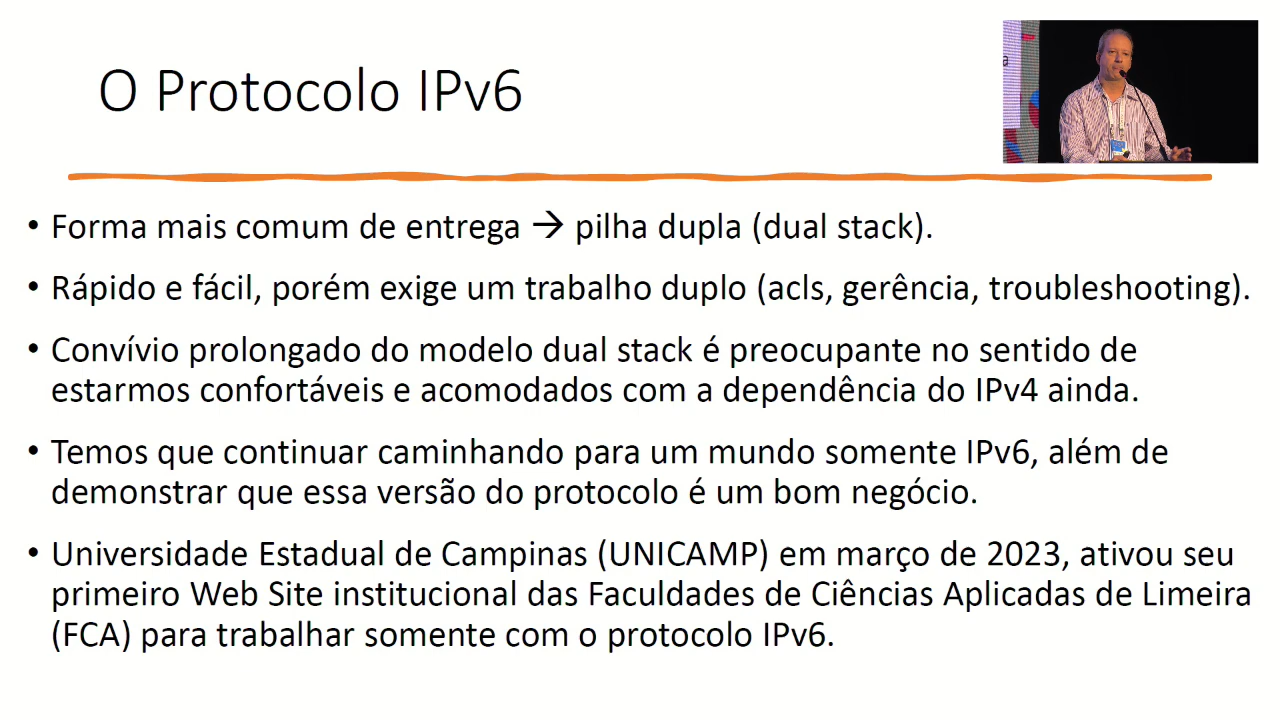 O Protocolo IPv6
• Forma mais comum de entrega → pilha dupla (dual stack).
• Rápido e fácil, porém exige um trabalho duplo (acls, gerência, troubleshooting).
• Convívio prolongado do modelo dual stack é preocupante no sentido de
estarmos confortáveis e acomodados com a dependência do IPv4 ainda.
• Temos que continuar caminhando para um mundo somente IPv6, além de
demonstrar que essa versão do protocolo é um bom negócio.
• Universidade Estadual de Campinas (UNICAMP) em março de 2023, ativou seu
primeiro Web Site institucional das Faculdades de Ciências Aplicadas de Limeira
(FCA) para trabalhar somente com o protocolo IPv6.